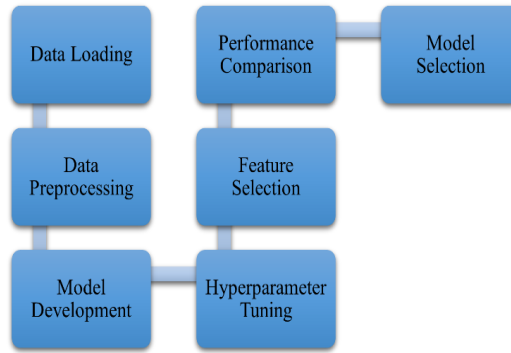 Data Loading
Data
Preprocessing
Model
Development
Hyperparameter
Tuning
Feature
Selection
Performance
Comparison
Model
Selection